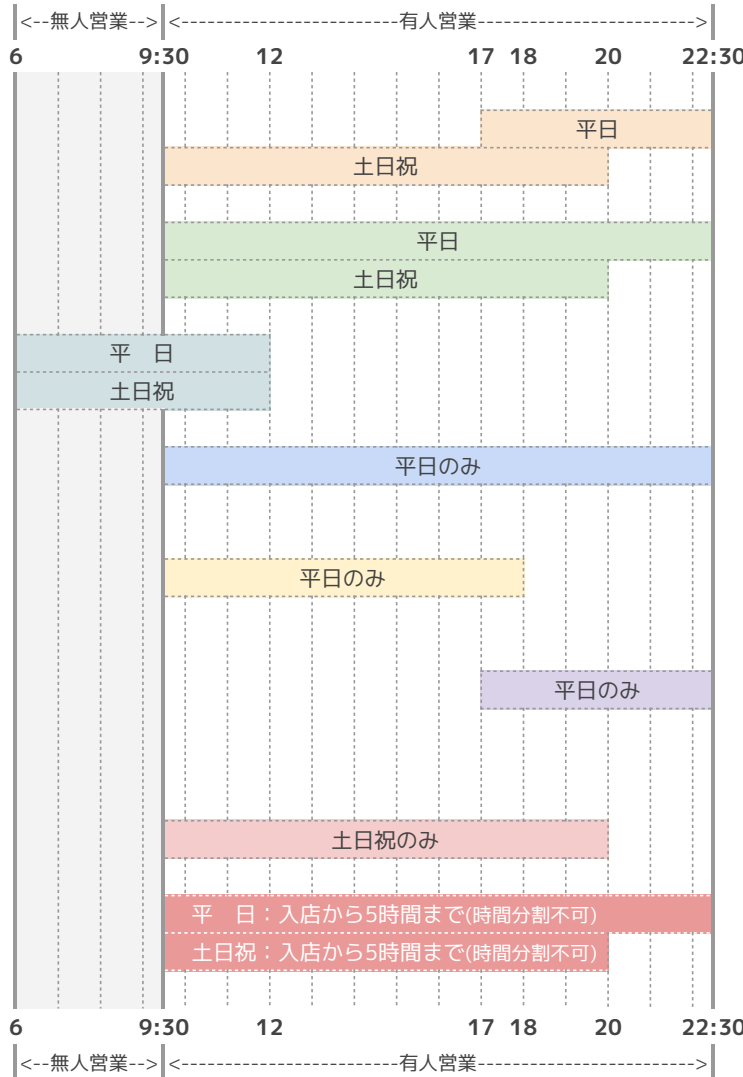 <--無人営業--> <--------------------------有人営業-------------------------->
6 9:30 12 17 18 20 22:30
平日
土日祝
平日
土日祝
平　日
土日祝
平日のみ
平日のみ
平日のみ
土日祝のみ
平　日：入店から5時間まで(時間分割不可)
土日祝：入店から5時間まで(時間分割不可)
6 9:30 12 17 18 20 22:30
<--無人営業--> <--------------------------有人営業-------------------------->